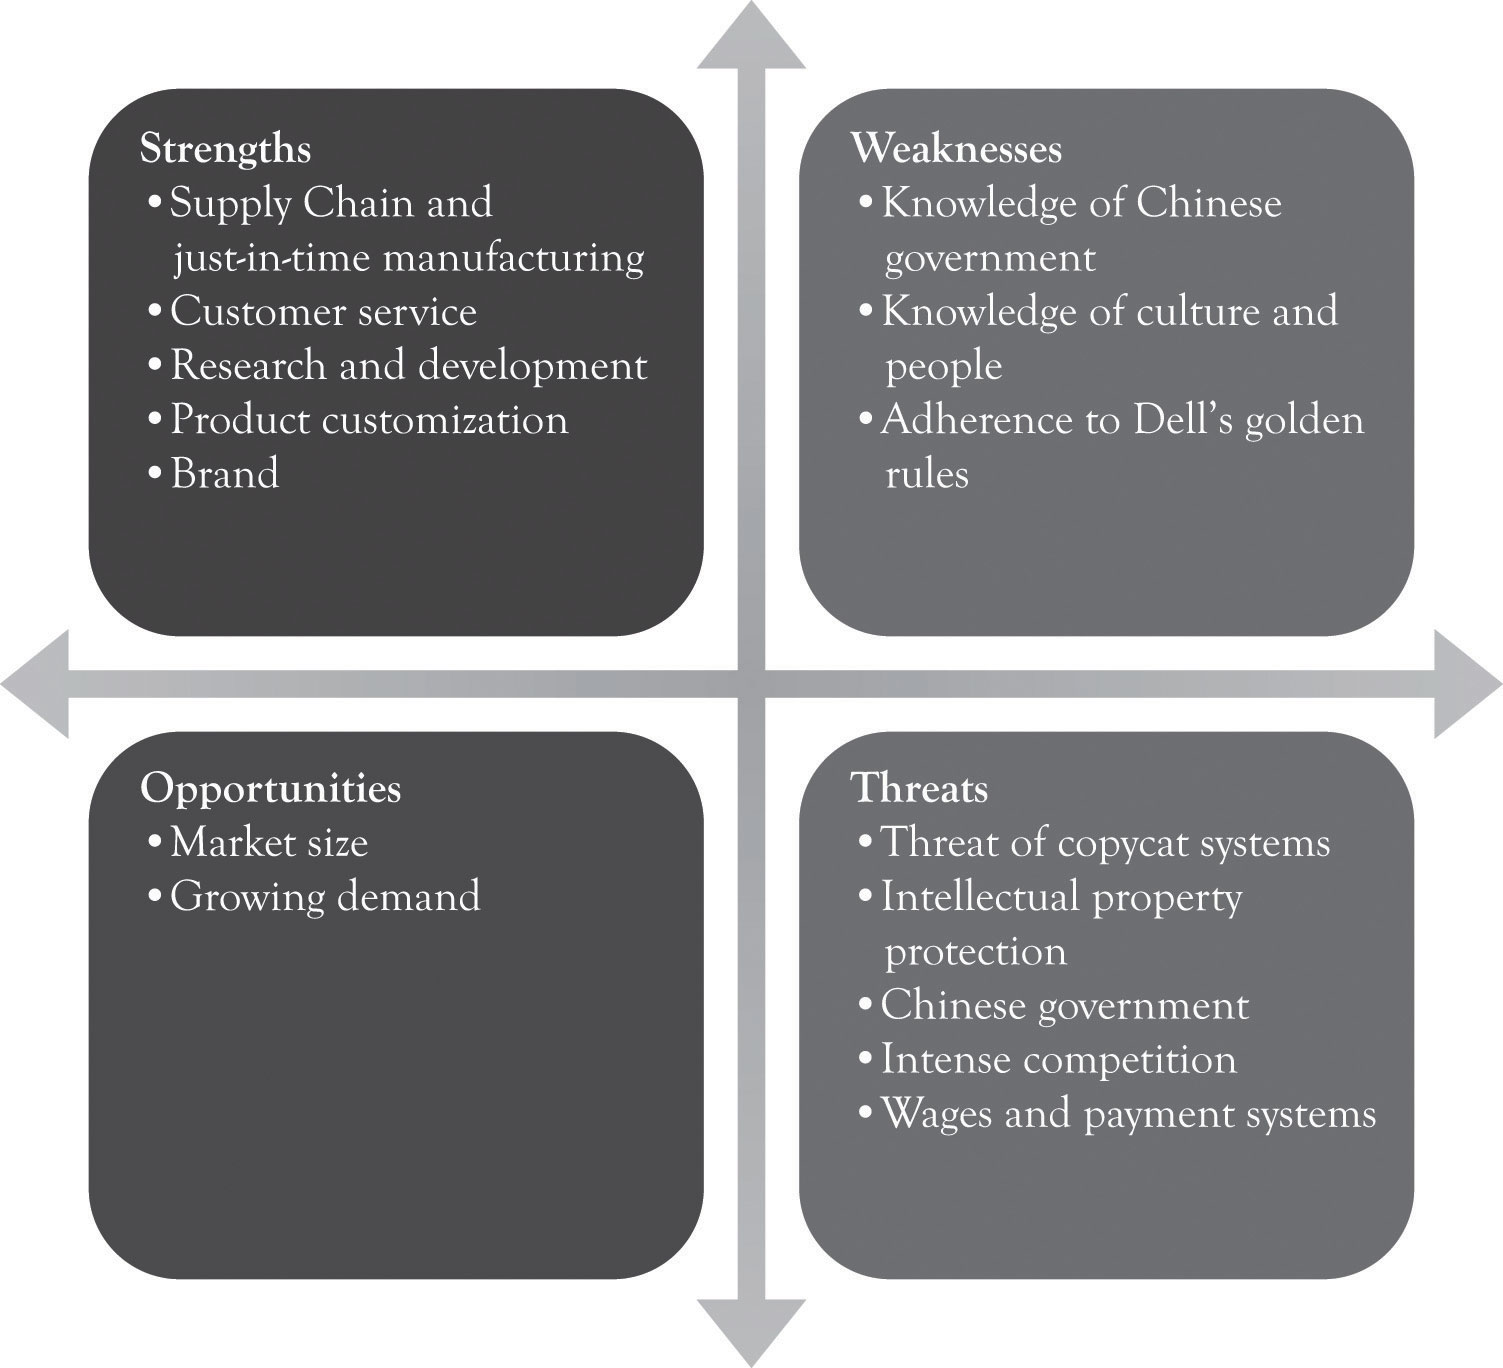 Strengths
•Supply Chain and
just-in-time manufacturing
•Customer service
•Research and development
•Product customization
•Brand
Weaknesses
•Knowledge of Chinese
government
•Knowledge of culture and
people
•Adherence to Dell’s golden
rules
Opportunities
•Market size
•Growing demand
Threats
•Threat of copycat systems
•Intellectual property
protection
•Chinese government
•Intense competition
•Wages and payment systems